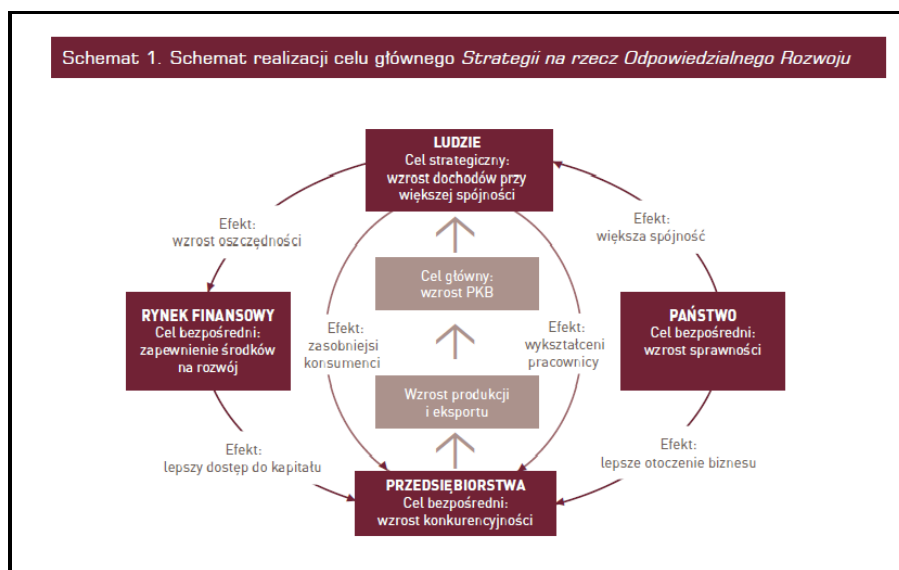 Schemat 1. Schemat realizacji celu głównego Strategii na rzecz Odpowiedzialnego Rozwoju
LUDZIE
Cel strategiczny:
wzrost dochodów przy
większej spójności
Efekt:
wzrost oszczędności
Efekt:
większa spójność
Cel główny:
wzrost PKB
RYNEK FINANSOWY
Cel bezpośredni:
zapewnienie środków
na rozwój
Efekt:
zasobniejsi
konsumenci
Efekt:
wykształceni
pracownicy
PAŃSTWO
Cel bezpośredni:
wzrost sprawności
Wzrost produkcji
i eksportu
Efekt:
lepszy dostęp do kapitału
Efekt:
lepsze otoczenie biznesu
PRZEDSIĘBIORSTWA
Cel bezpośredni:
wzrost konkurencyjności